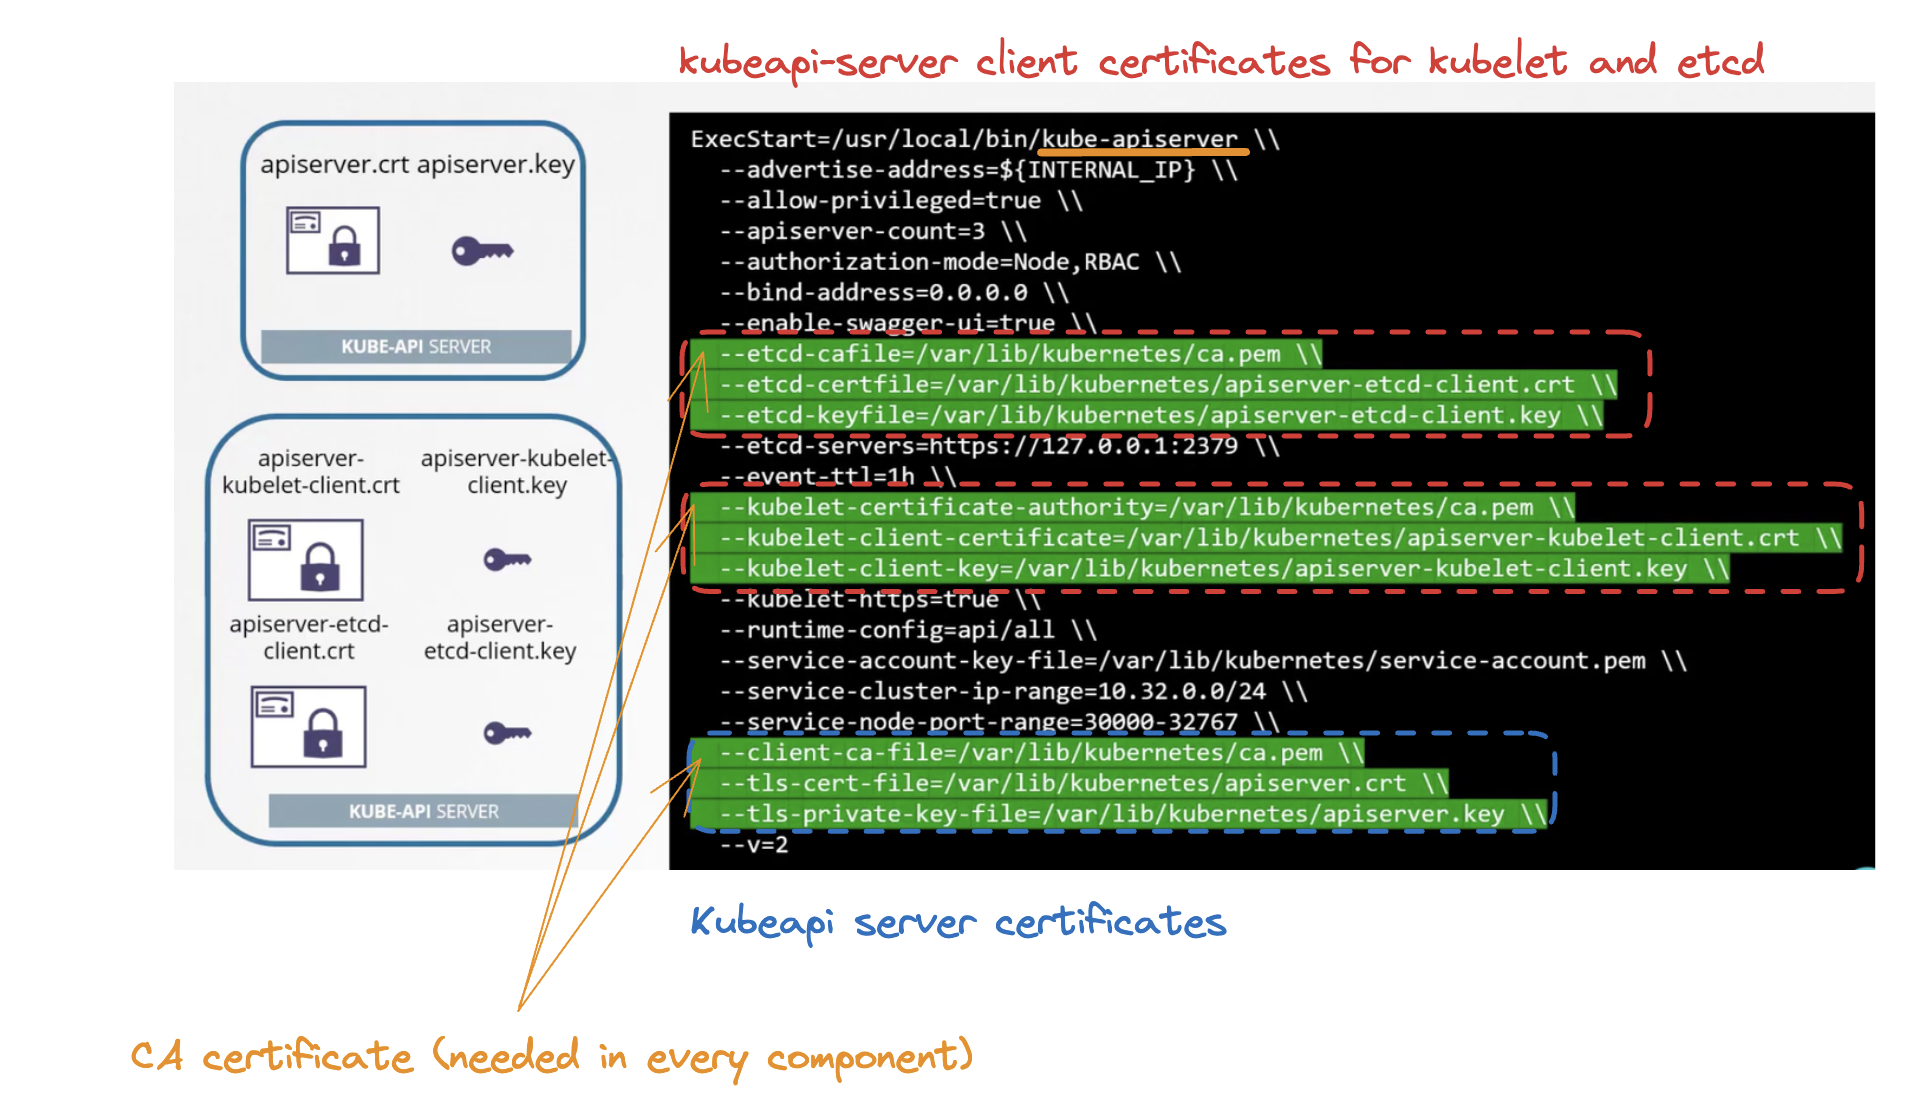 kubeapi-server client certificates for kubelet and etcd
apiserver.crt apiserver.key
KUBE-API SERVER
apiserver-
kubelet-client.crt
apiserver-kubelet-
client.key
apiserver-etcd-
client.crt
apiserver-
etcd-client.key
KUBE-API SERVER
ExecStart=/usr/local/bin/kube-apiserver \\
--advertise-address=${INTERNAL_IP} \\
--allow-privileged=true \\
--apiserver-count=3 \\
--authorization-mode=Node,RBAC \\
--bind-address=0.0.0.0 \\
--enable-swagger-ui=true \\
--etcd-cafile=/var/lib/kubernetes/ca.pem \\
--etcd-certfile=/var/lib/kubernetes/apiserver-etcd-client.crt \\
--etcd-keyfile=/var/lib/kubernetes/apiserver-etcd-client.key \\
--etcd-servers=https://127.0.0.1:2379 \\
--event-ttl=1h \\
--kubelet-certificate-authority=/var/lib/kubernetes/ca.pem \\
--kubelet-client-certificate=/var/lib/kubernetes/apiserver-kubelet-client.crt \\
--kubelet-client-key=/var/lib/kubernetes/apiserver-kubelet-client.key \\
--kubelet-https=true \\
--runtime-config=api/all \\
--service-account-key-file=/var/lib/kubernetes/service-account.pem \\
--service-cluster-ip-range=10.32.0.0/24 \\
--service-node-port-range=30000-32767 \\
--client-ca-file=/var/lib/kubernetes/ca.pem \\
--tls-cert-file=/var/lib/kubernetes/apiserver.crt \\
--tls-private-key-file=/var/lib/kubernetes/apiserver.key \\
--v=2
Kubeapi server certificates
CA certificate (needed in every component)